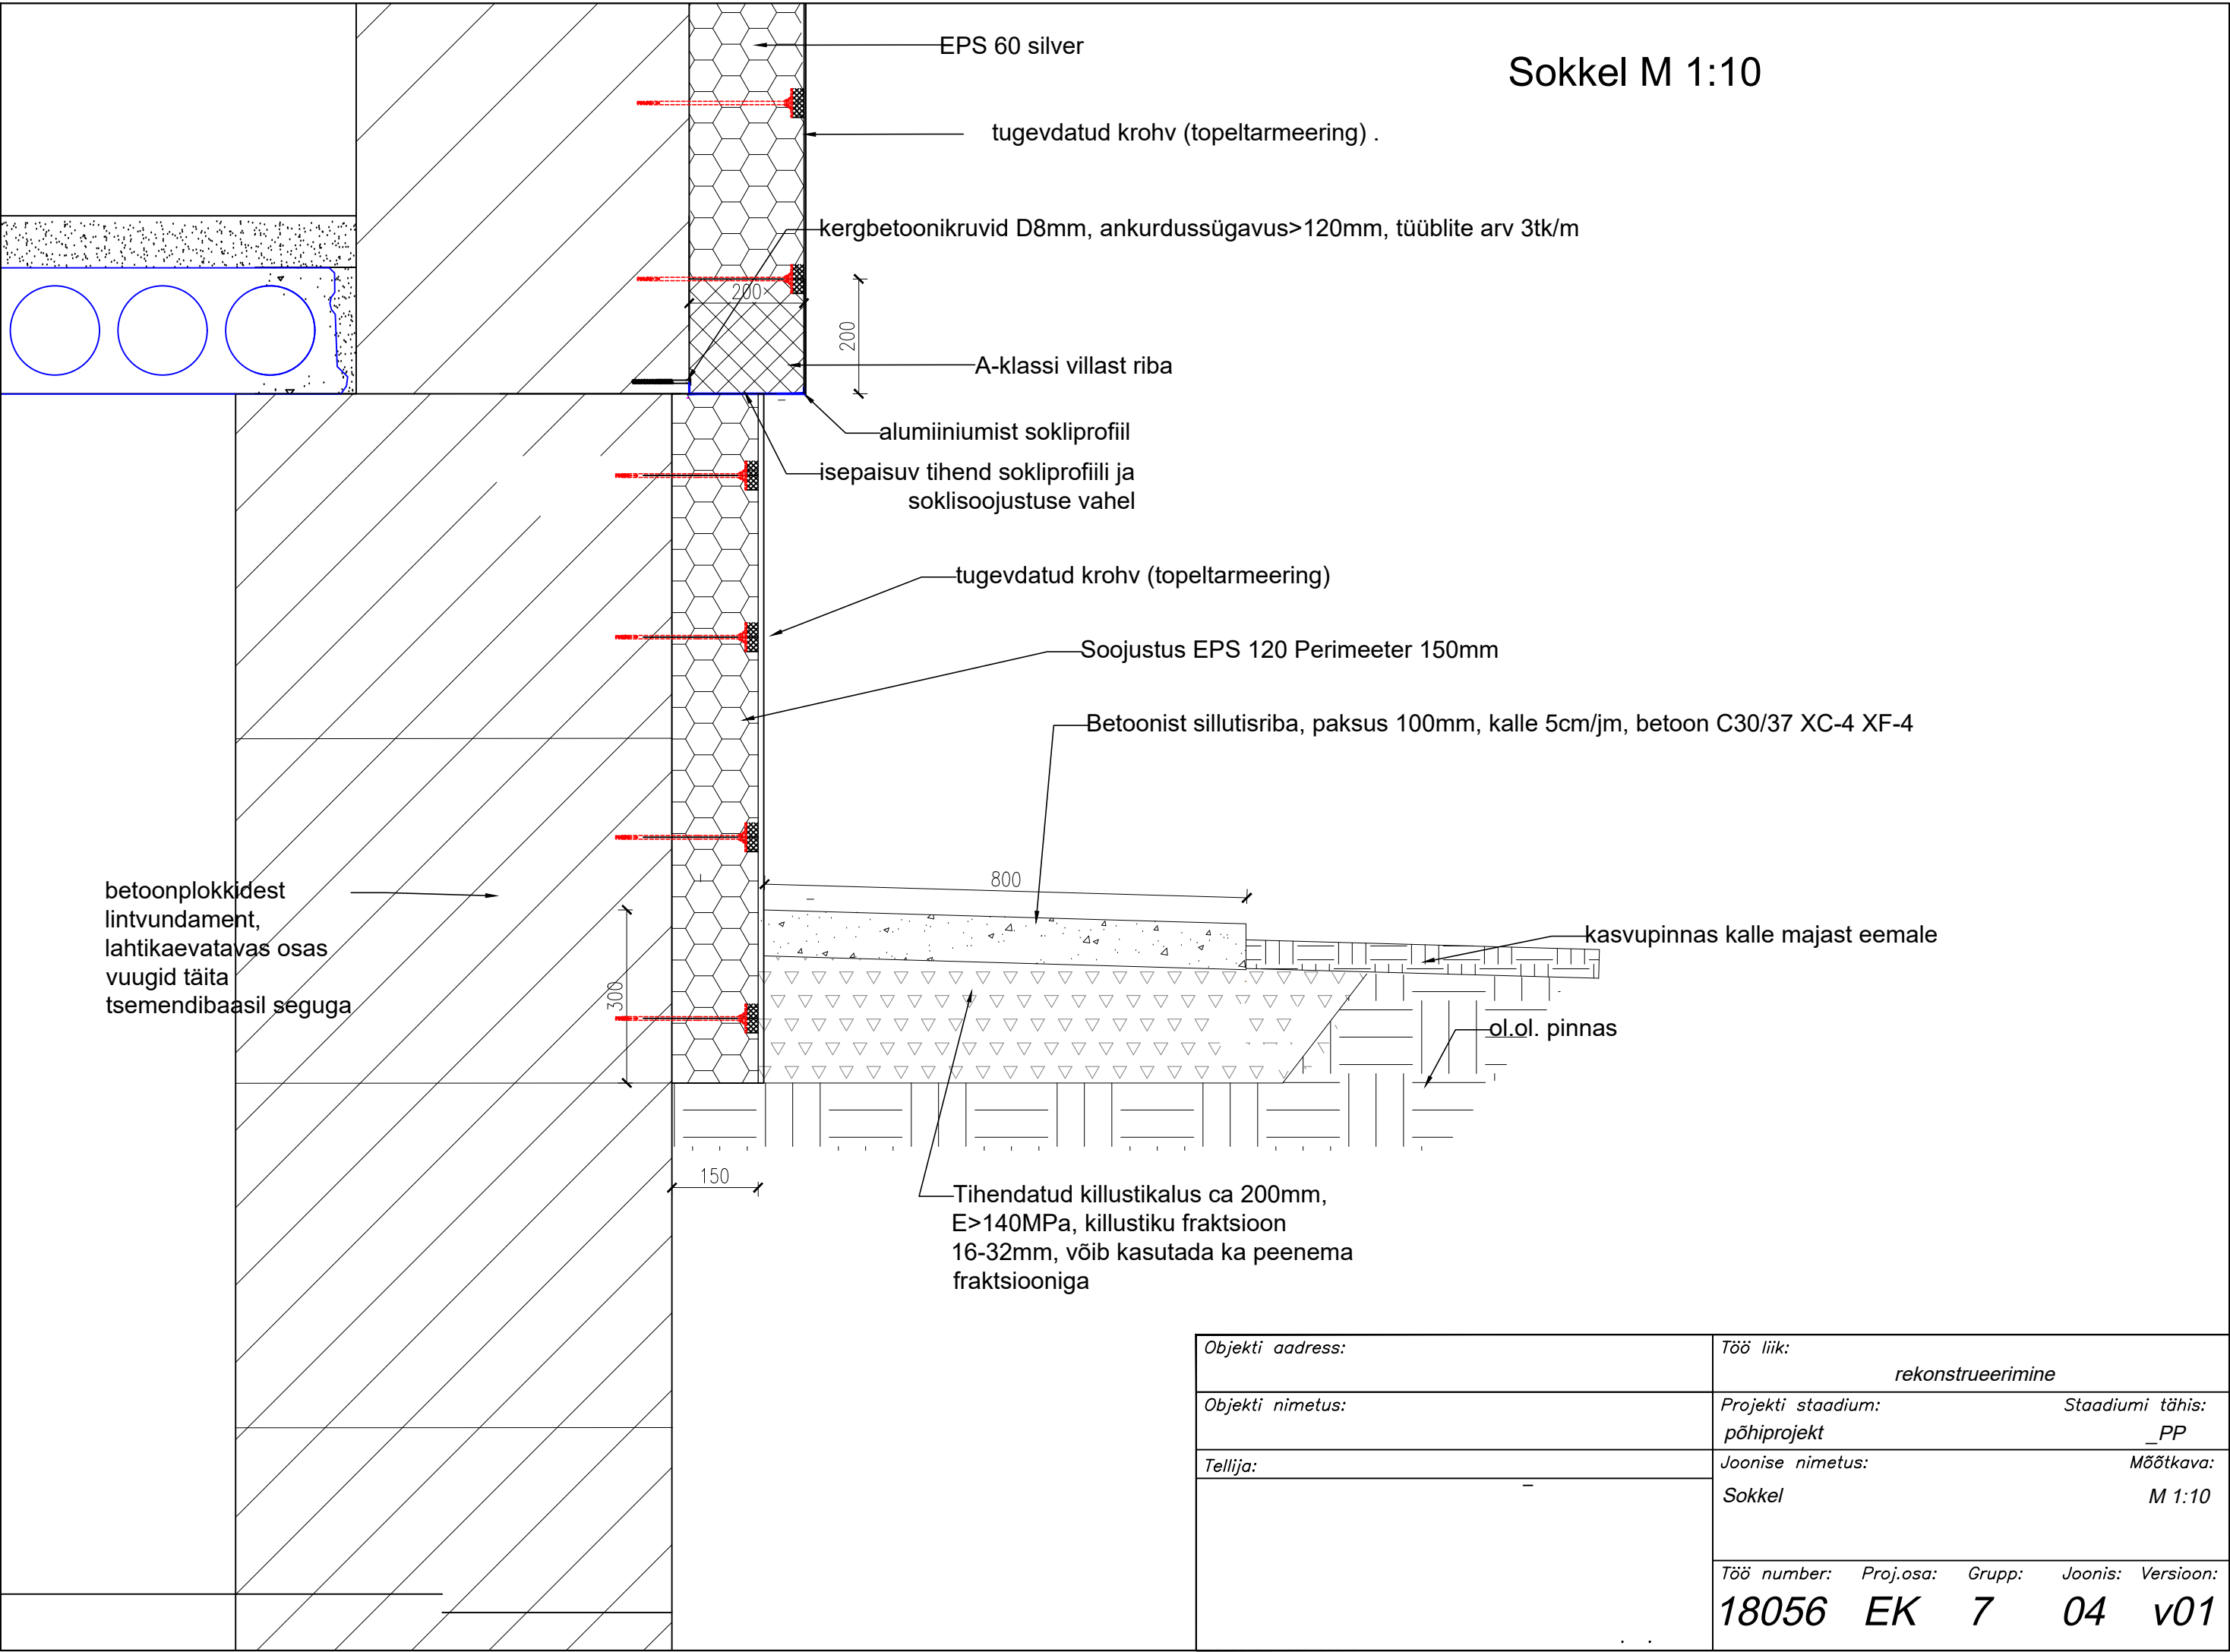 EPS 60 silver
Sokkel M 1:10
tugevdatud krohv (topeltarmeering) .
kergbetoonikruvid D8mm, ankurdussügavus>120mm, tüüblite arv 3tk/m
200
200
A-klassi villast riba
alumiiniumist sokliprofiil
isepaisuv tihend sokliprofiili ja
soklisoojustuse vahel
tugevdatud krohv (topeltarmeering)
Soojustus EPS 120 Perimeeter 150mm
Betoonist sillutisriba, paksus 100mm, kalle 5cm/jm, betoon C30/37 XC-4 XF-4
800
betoonplokkidest
lintvundament,
lahtikaevatavas osas
vuugid täita
tsemendibaasil seguga
300
kasvupinnas kalle majast eemale
ol.ol. pinnas
150
Tihendatud killustikalus ca 200mm,
E>140MPa, killustiku fraktsioon
16-32mm, võib kasutada ka peenema
fraktsiooniga
Objekti aadress:
Töö liik:
rekonstrueerimine
Objekti nimetus:
Projekti staadium: Staadiumi tähis:
põhiprojekt _PP
Tellija:
Joonise nimetus: Mõõtkava:
Sokkel M 1:10
Töö number: Proj.osa: Grupp: Joonis: Versioon:
18056 EK 7 04 v01